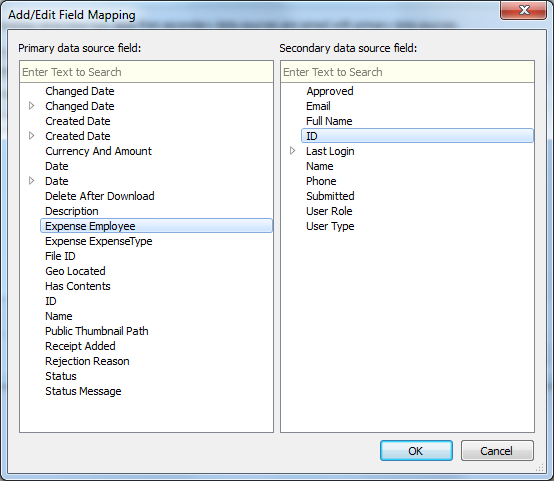 Add/Edit Field Mapping
Primary data source field:
Enter Text to Search
Changed Date
Changed Date
Created Date
Created Date
Currency And Amount
Date
Date
Delete After Download
Description
Expense Employee
Expense ExpenseType
File ID
Geo Located
Has Contents
ID
Name
Public Thumbnail Path
Receipt Added
Rejection Reason
Status
Status Message
Secondary data source field:
Enter Text to Search
Approved
Email
Full Name
ID
Last Login
Name
Phone
Submitted
User Role
User Type
OK
Cancel